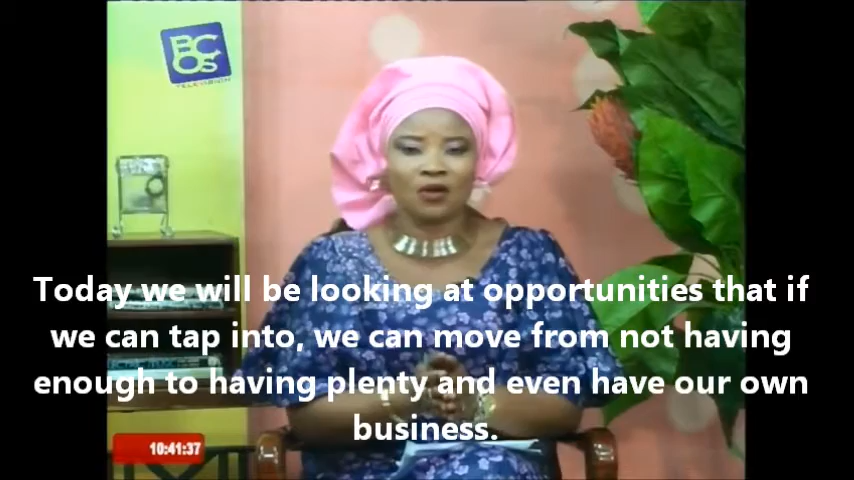 BCOS
TELEVISION
Today we will be looking at opportunities that if
we can tap into, we can move from not having
enough to having plenty and even have our own
business.
10:41:37